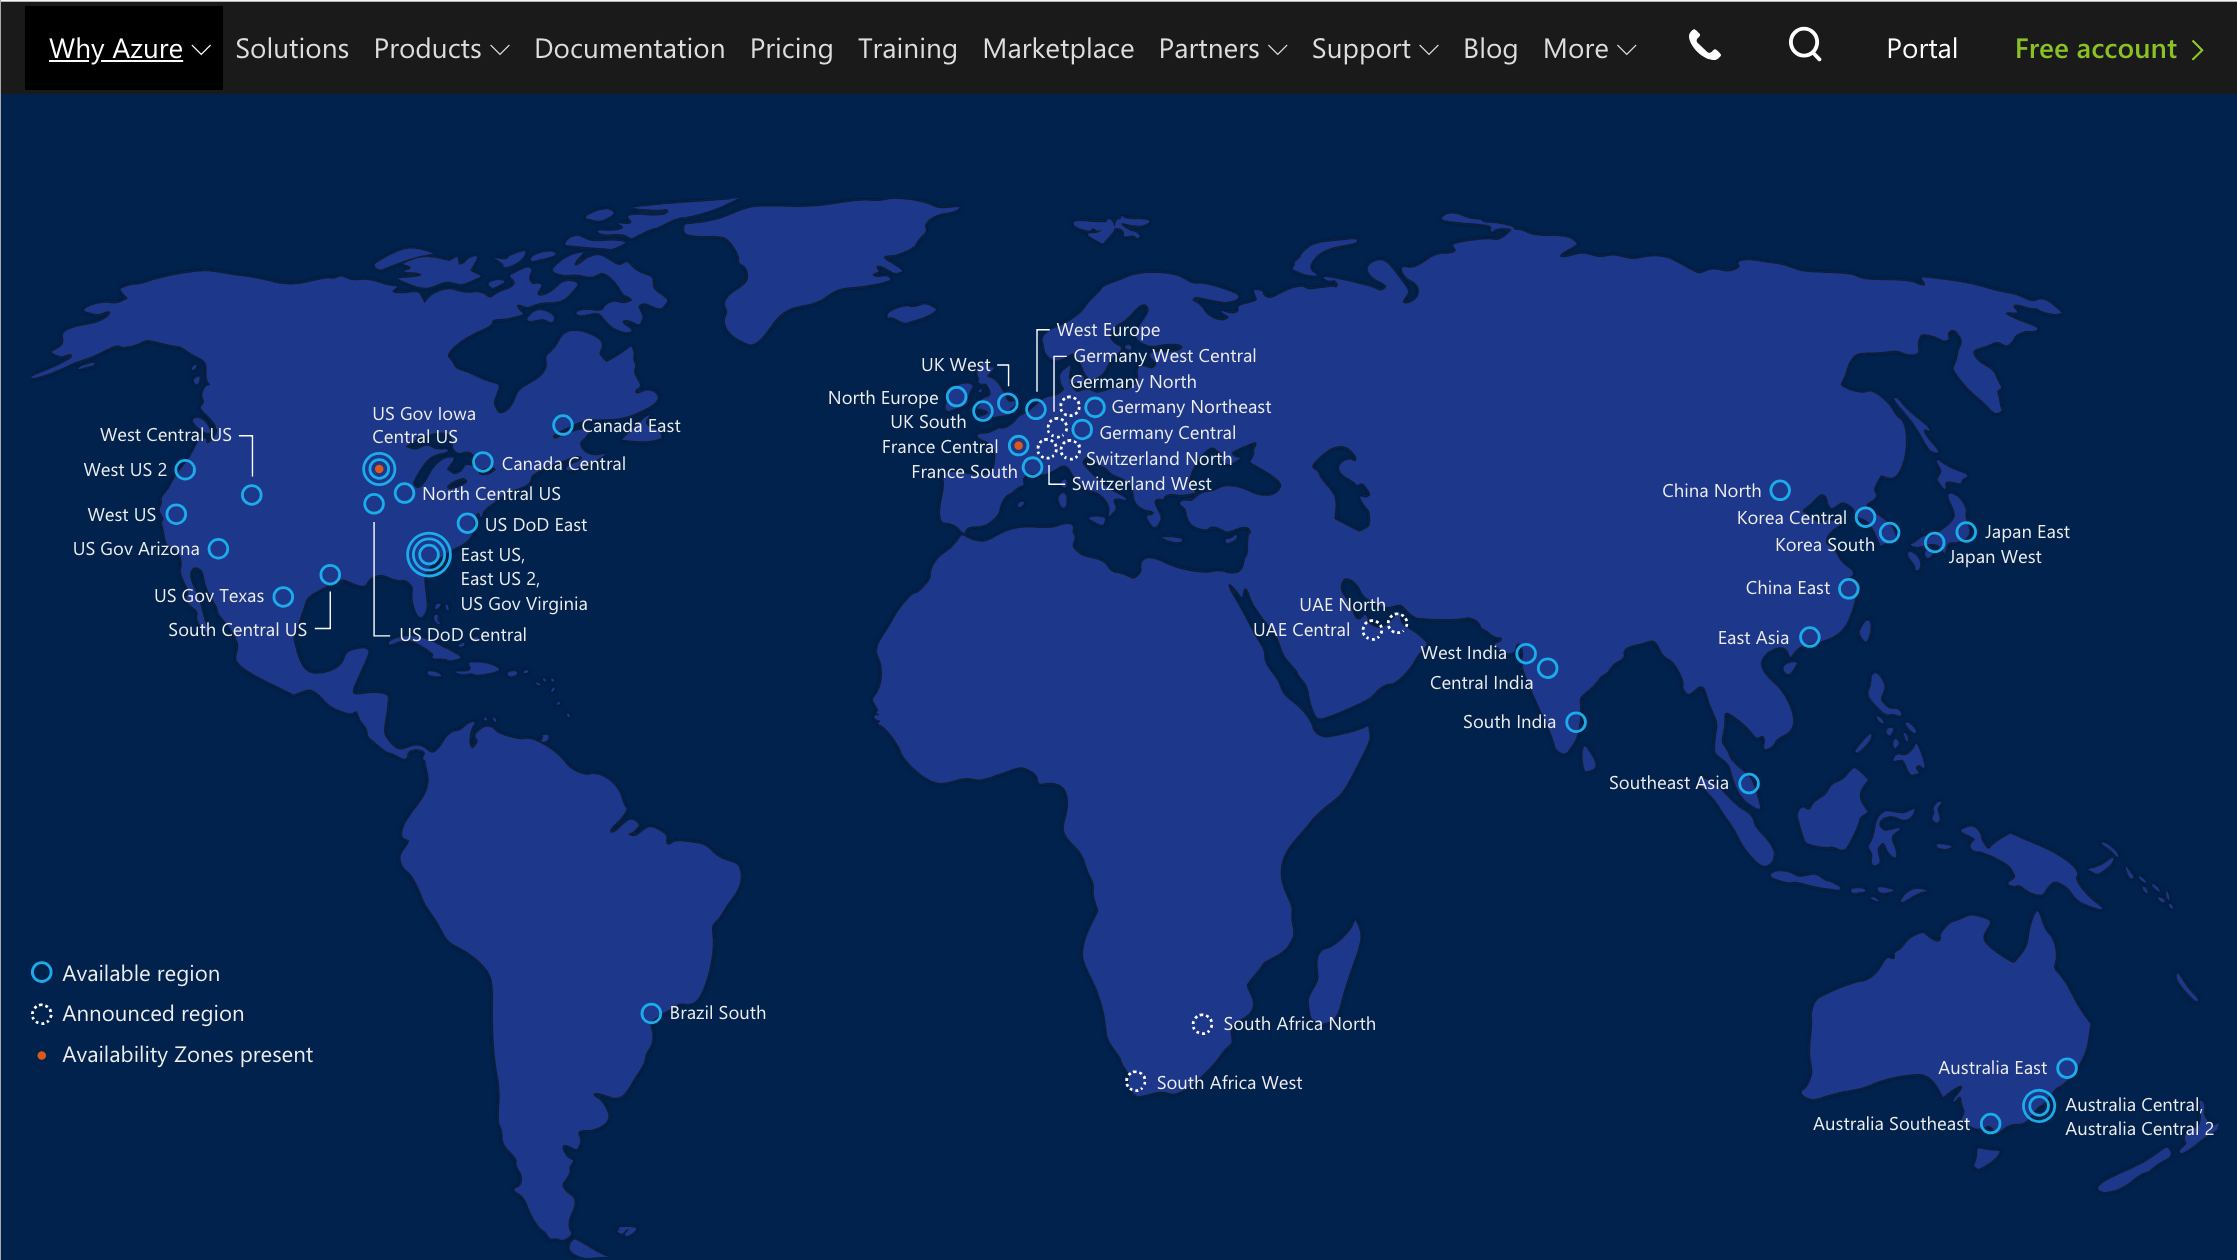 Why Azure Solutions Products Documentation Pricing Training Marketplace Partners Support Blog More Portal Free account
West Europe
UK West
Germany West Central
Germany North
North Europe
Germany Northeast
UK South
Germany Central
France Central
Switzerland North
France South
Switzerland West
US Gov Iowa
Central US
Canada East
West Central US
West US 2
Canada Central
North Central US
West US
US DoD East
US Gov Arizona
East US,
East US 2,
US Gov Virginia
US Gov Texas
South Central US
US DoD Central
China North
Korea Central
Korea South
Japan East
Japan West
China East
East Asia
UAE North
UAE Central
West India
Central India
South India
Southeast Asia
Available region
Announced region
Availability Zones present
Brazil South
South Africa North
South Africa West
Australia East
Australia Central,
Australia Central 2
Australia Southeast